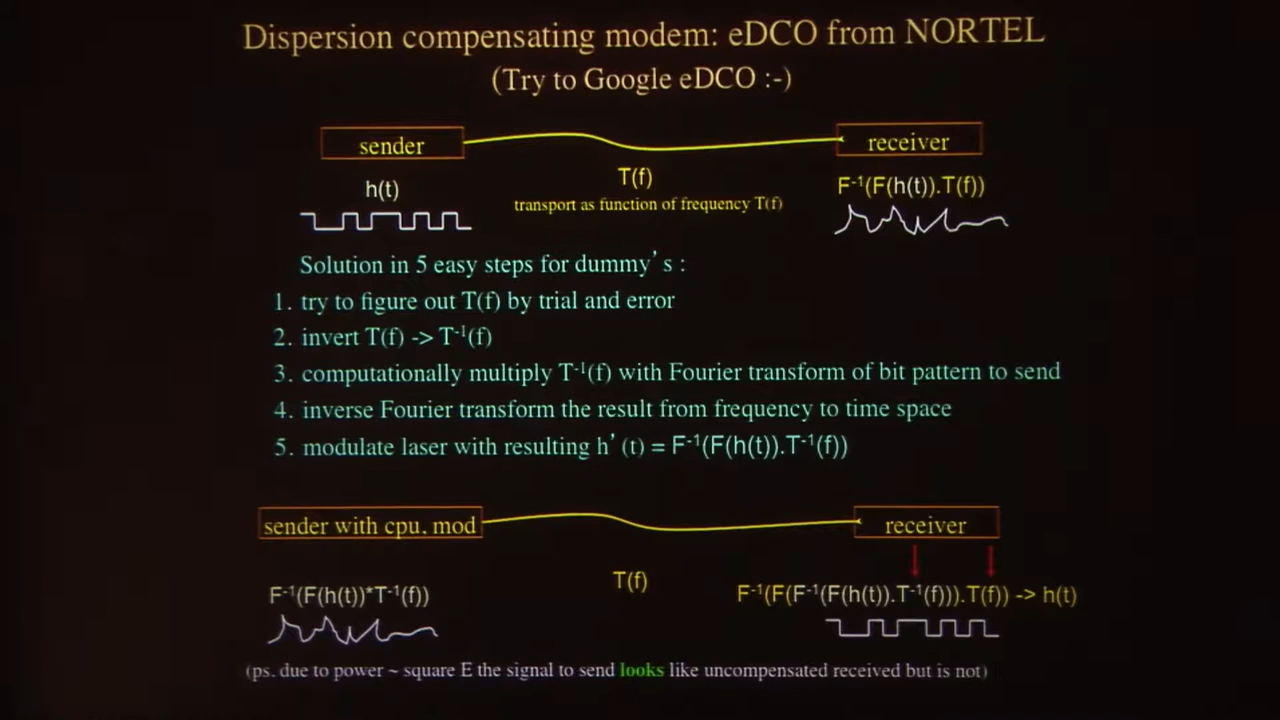 Dispersion compensating modem: eDCO from NORTEL
(Try to Google eDCO :-)
sender
receiver
h(t)
T(f)
F⁻¹(F(h(t)).T(f))
transport as function of frequency T(f)
Solution in 5 easy steps for dummy's :
1. try to figure out T(f) by trial and error
2. invert T(f) -> T⁻¹(f)
3. computationally multiply T⁻¹(f) with Fourier transform of bit pattern to send
4. inverse Fourier transform the result from frequency to time space
5. modulate laser with resulting h'(t) = F⁻¹(F(h(t)).T⁻¹(f))
sender with cpu, mod
receiver
F⁻¹(F(h(t))*T⁻¹(f))
T(f)
F⁻¹(F(F⁻¹(F(h(t)).T⁻¹(f))).T(f)) -> h(t)
(ps. due to power ~ square E the signal to send looks like uncompensated received but is not)